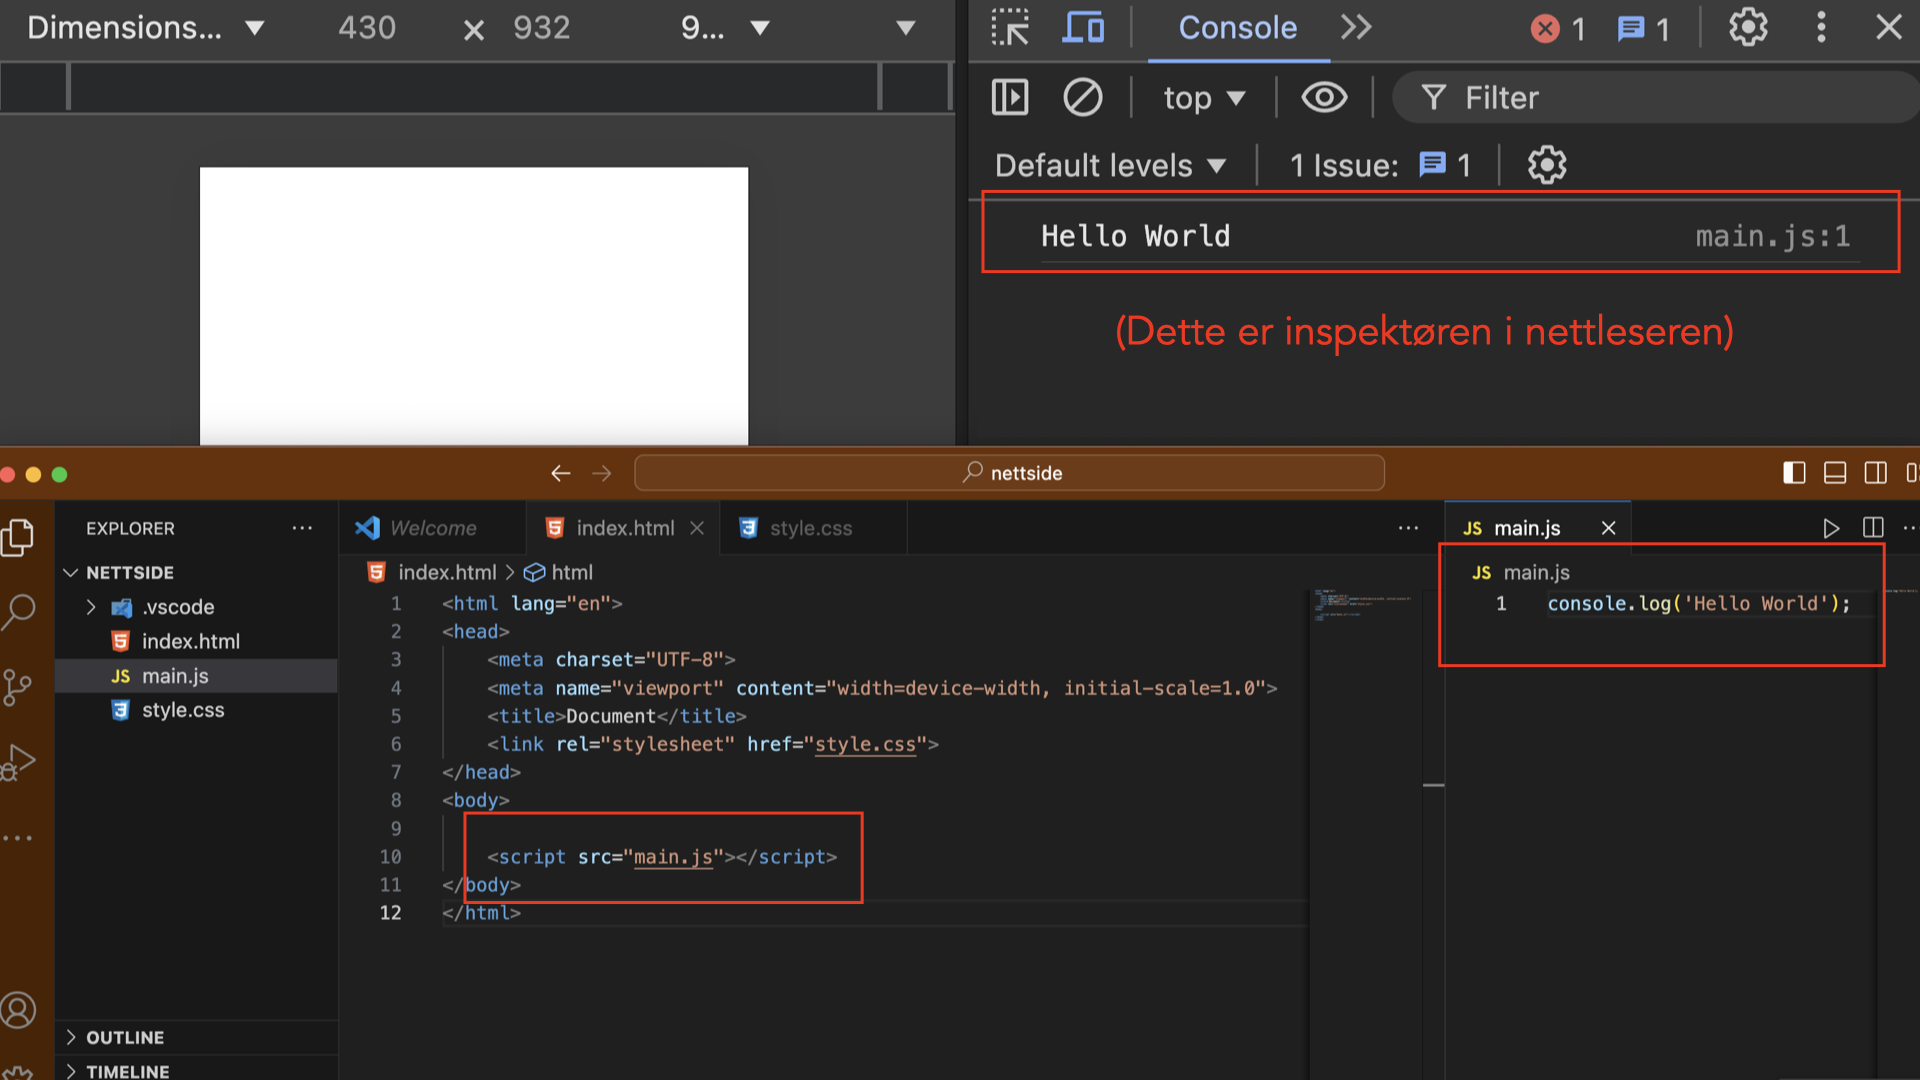 Dimensions... 430 × 932 9...
Console 1 1
top Filter
Default levels 1 Issue: 1
Hello World main.js:1
(Dette er inspektøren i nettleseren)
nettside
EXPLORER
NETTSIDE
.vscode
index.html
JS main.js
style.css
OUTLINE
TIMELINE
Welcome index.html style.css
index.html > html
1 <html lang="en">
2 <head>
3 <meta charset="UTF-8">
4 <meta name="viewport" content="width=device-width, initial-scale=1.0">
5 <title>Document</title>
6 <link rel="stylesheet" href="style.css">
7 </head>
8 <body>
9
10 <script src="main.js"></script>
11 </body>
12 </html>
JS main.js
JS main.js
1 console.log('Hello World');